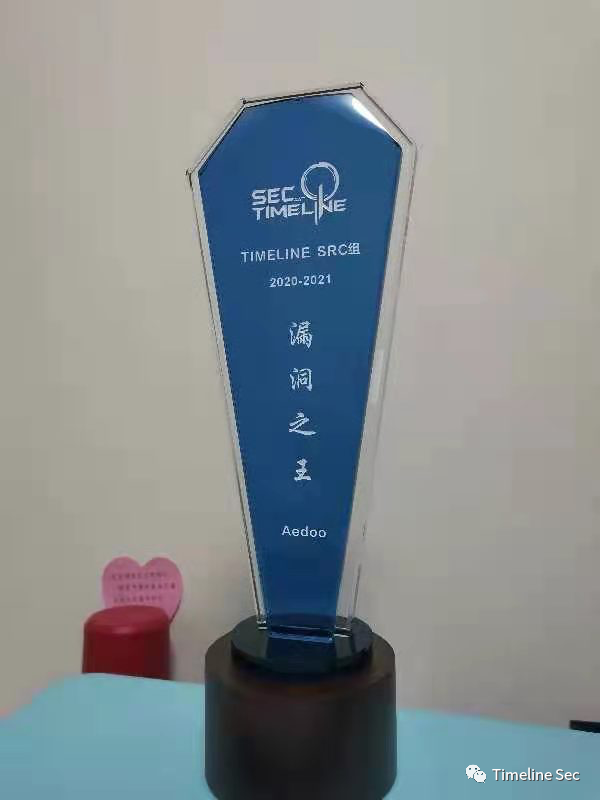 SEC
TIMELINE
TIMELINE SRC组
2020-2021
漏
洞
之
王
Aedoo
Timeline Sec